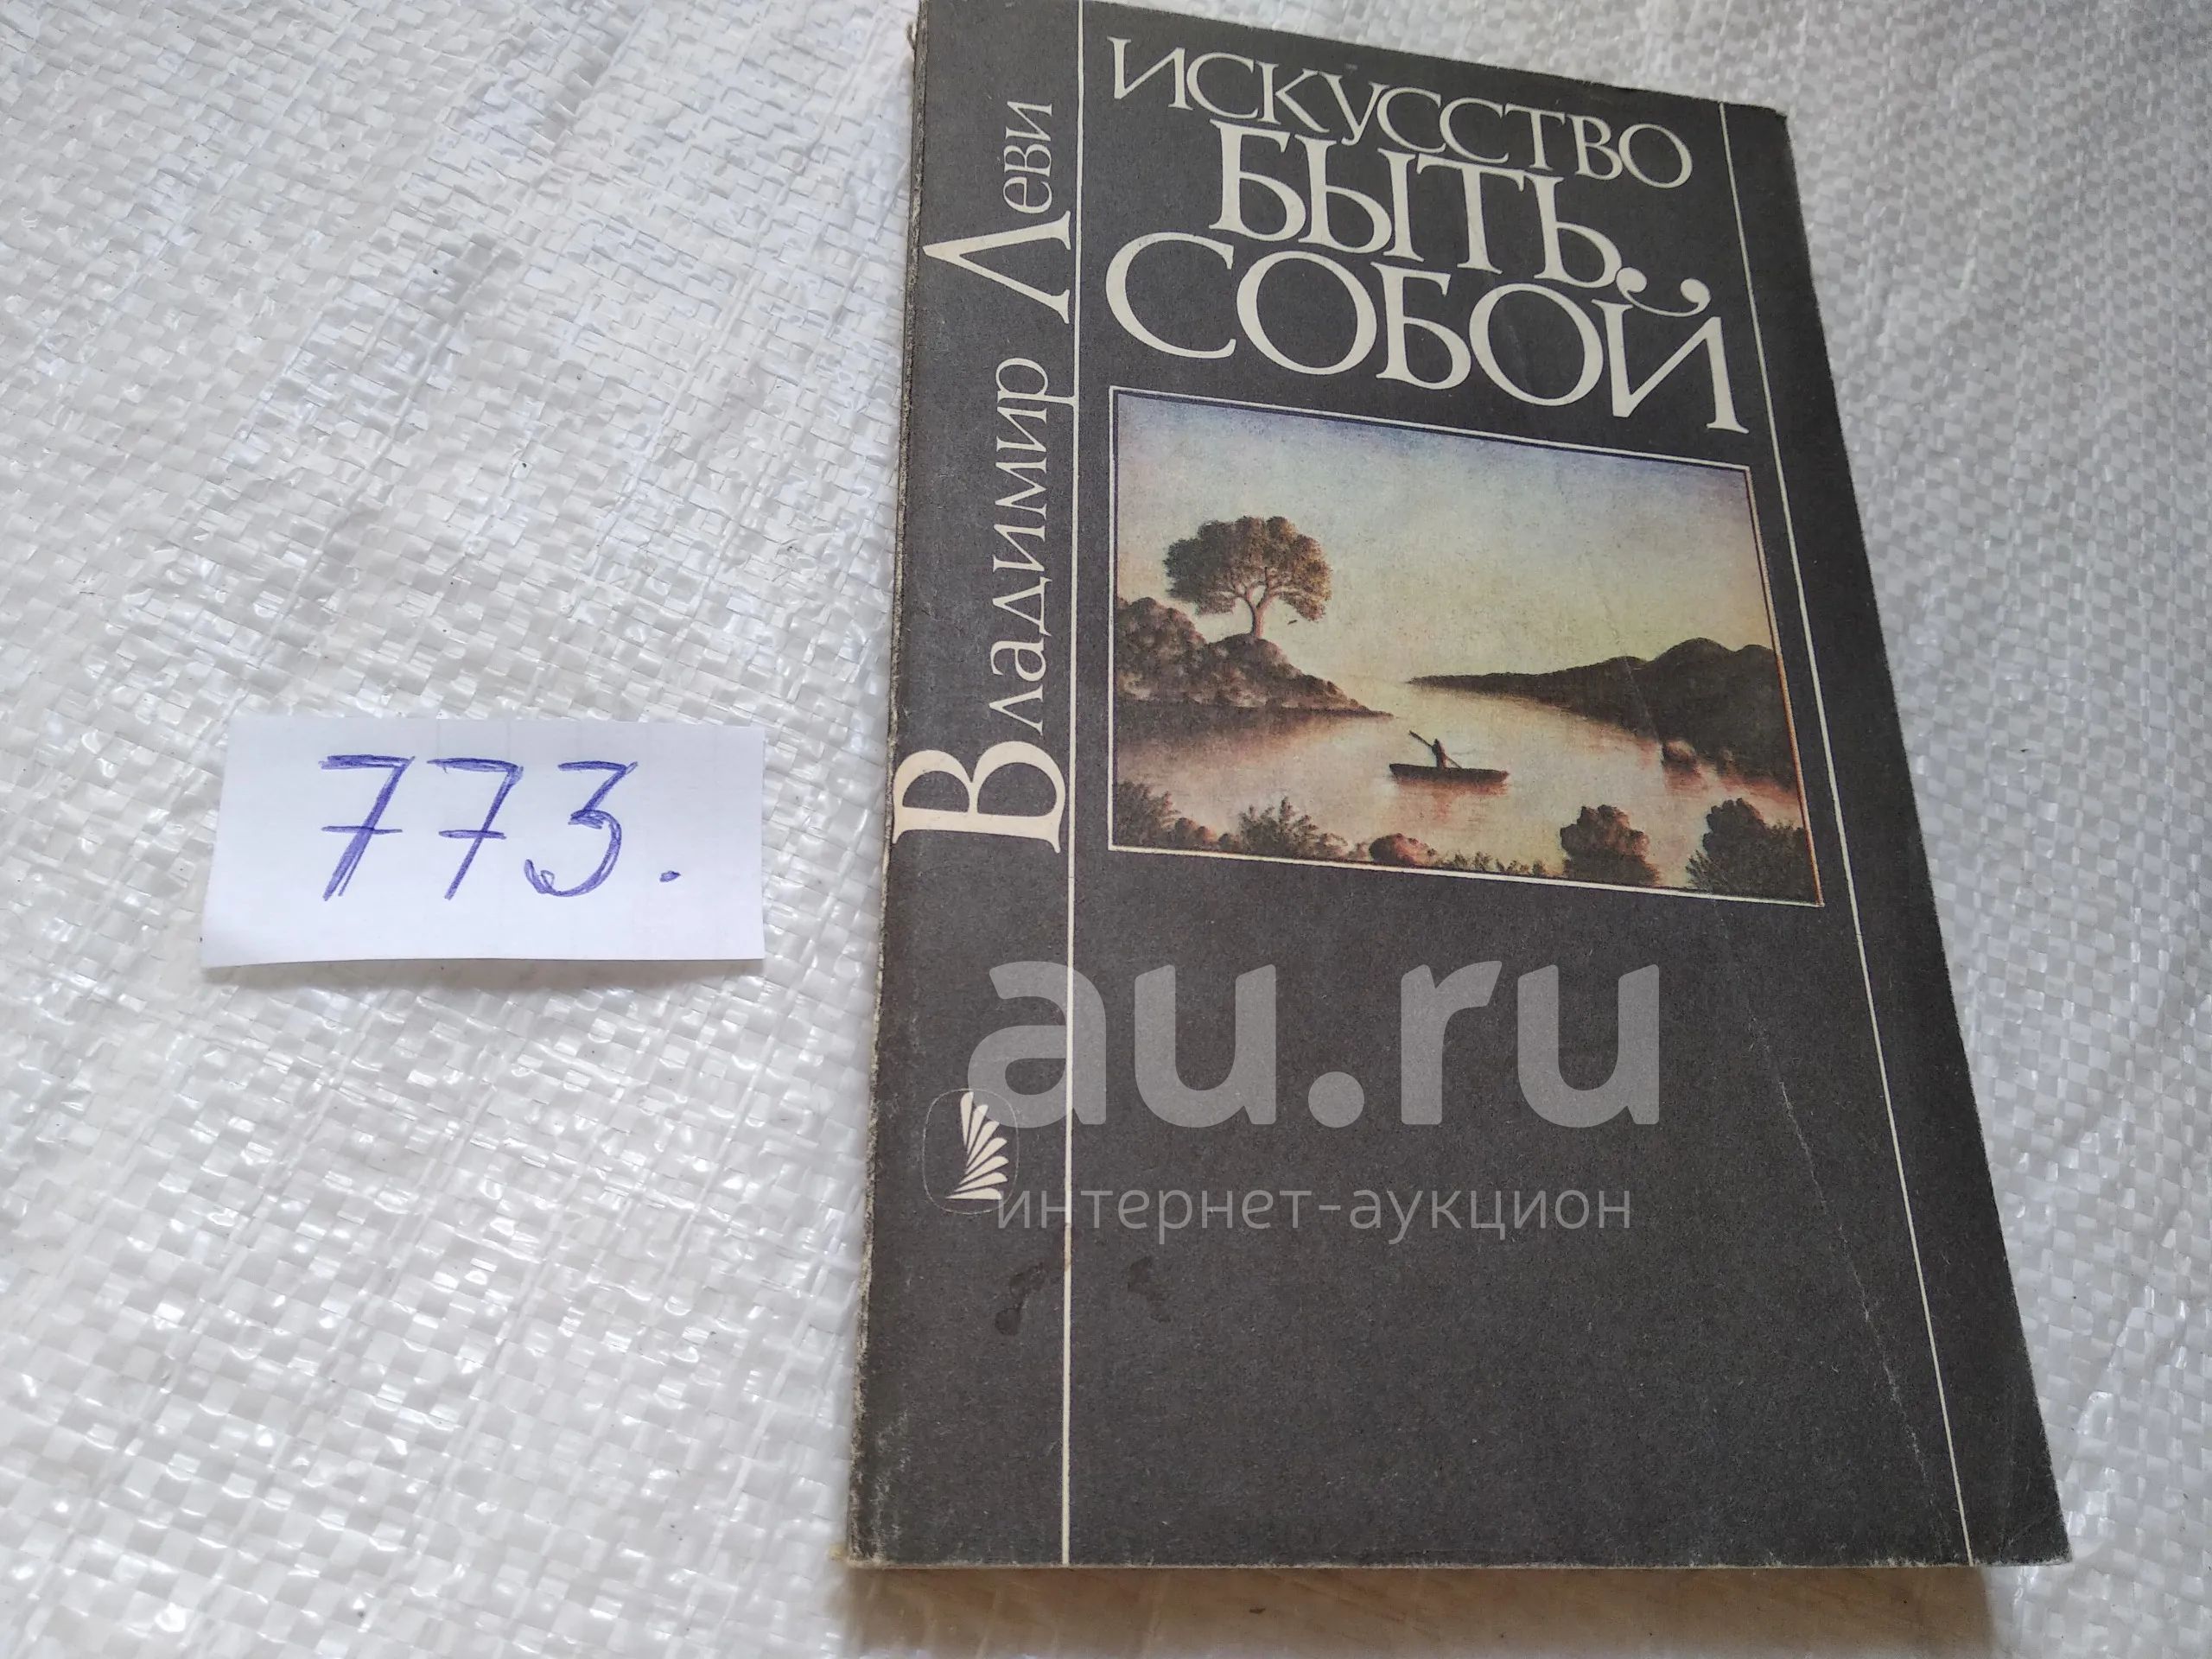 ИСКУССТВО
БЫТЬ
СОБОЙ
Владимир Леви
773.
au.ru
интернет-аукцион